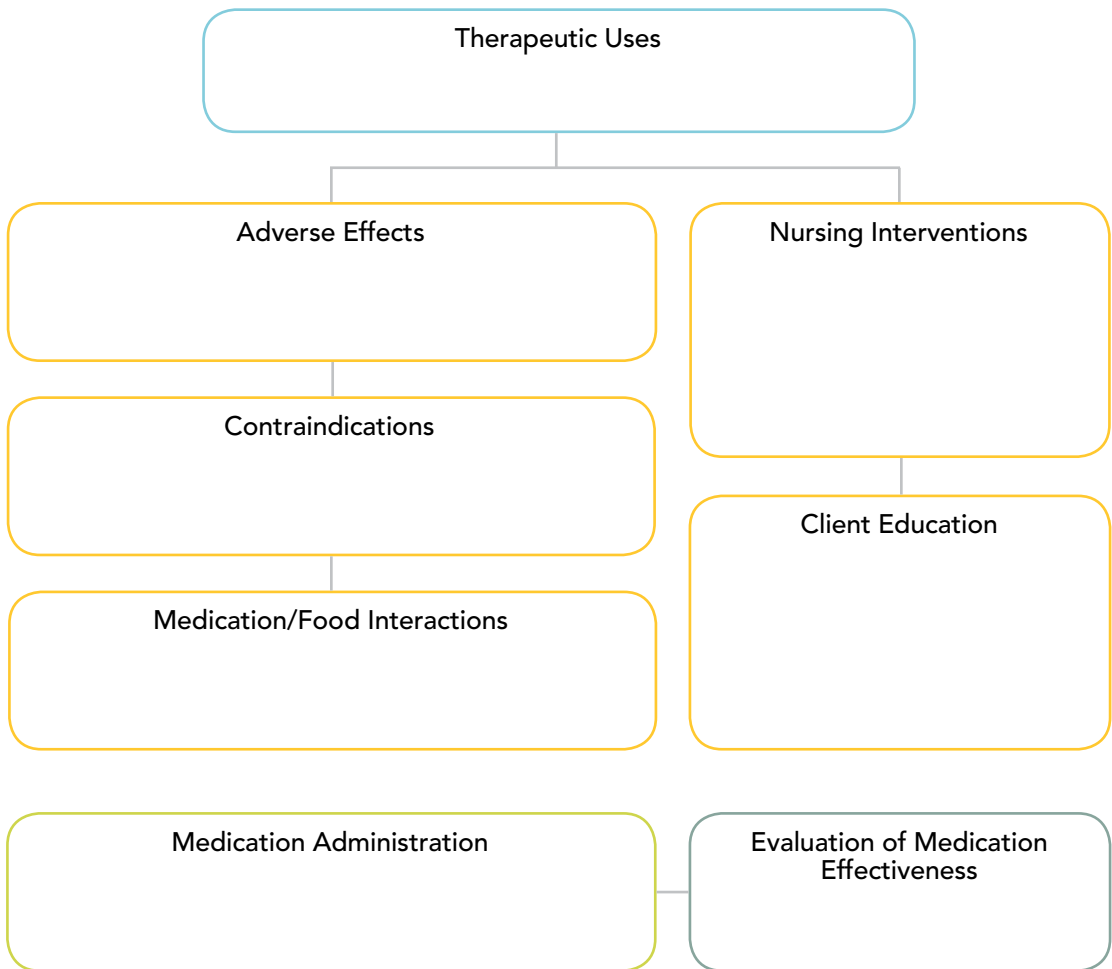 Therapeutic Uses
Adverse Effects
Nursing Interventions
Contraindications
Client Education
Medication/Food Interactions
Medication Administration
Evaluation of Medication
Effectiveness